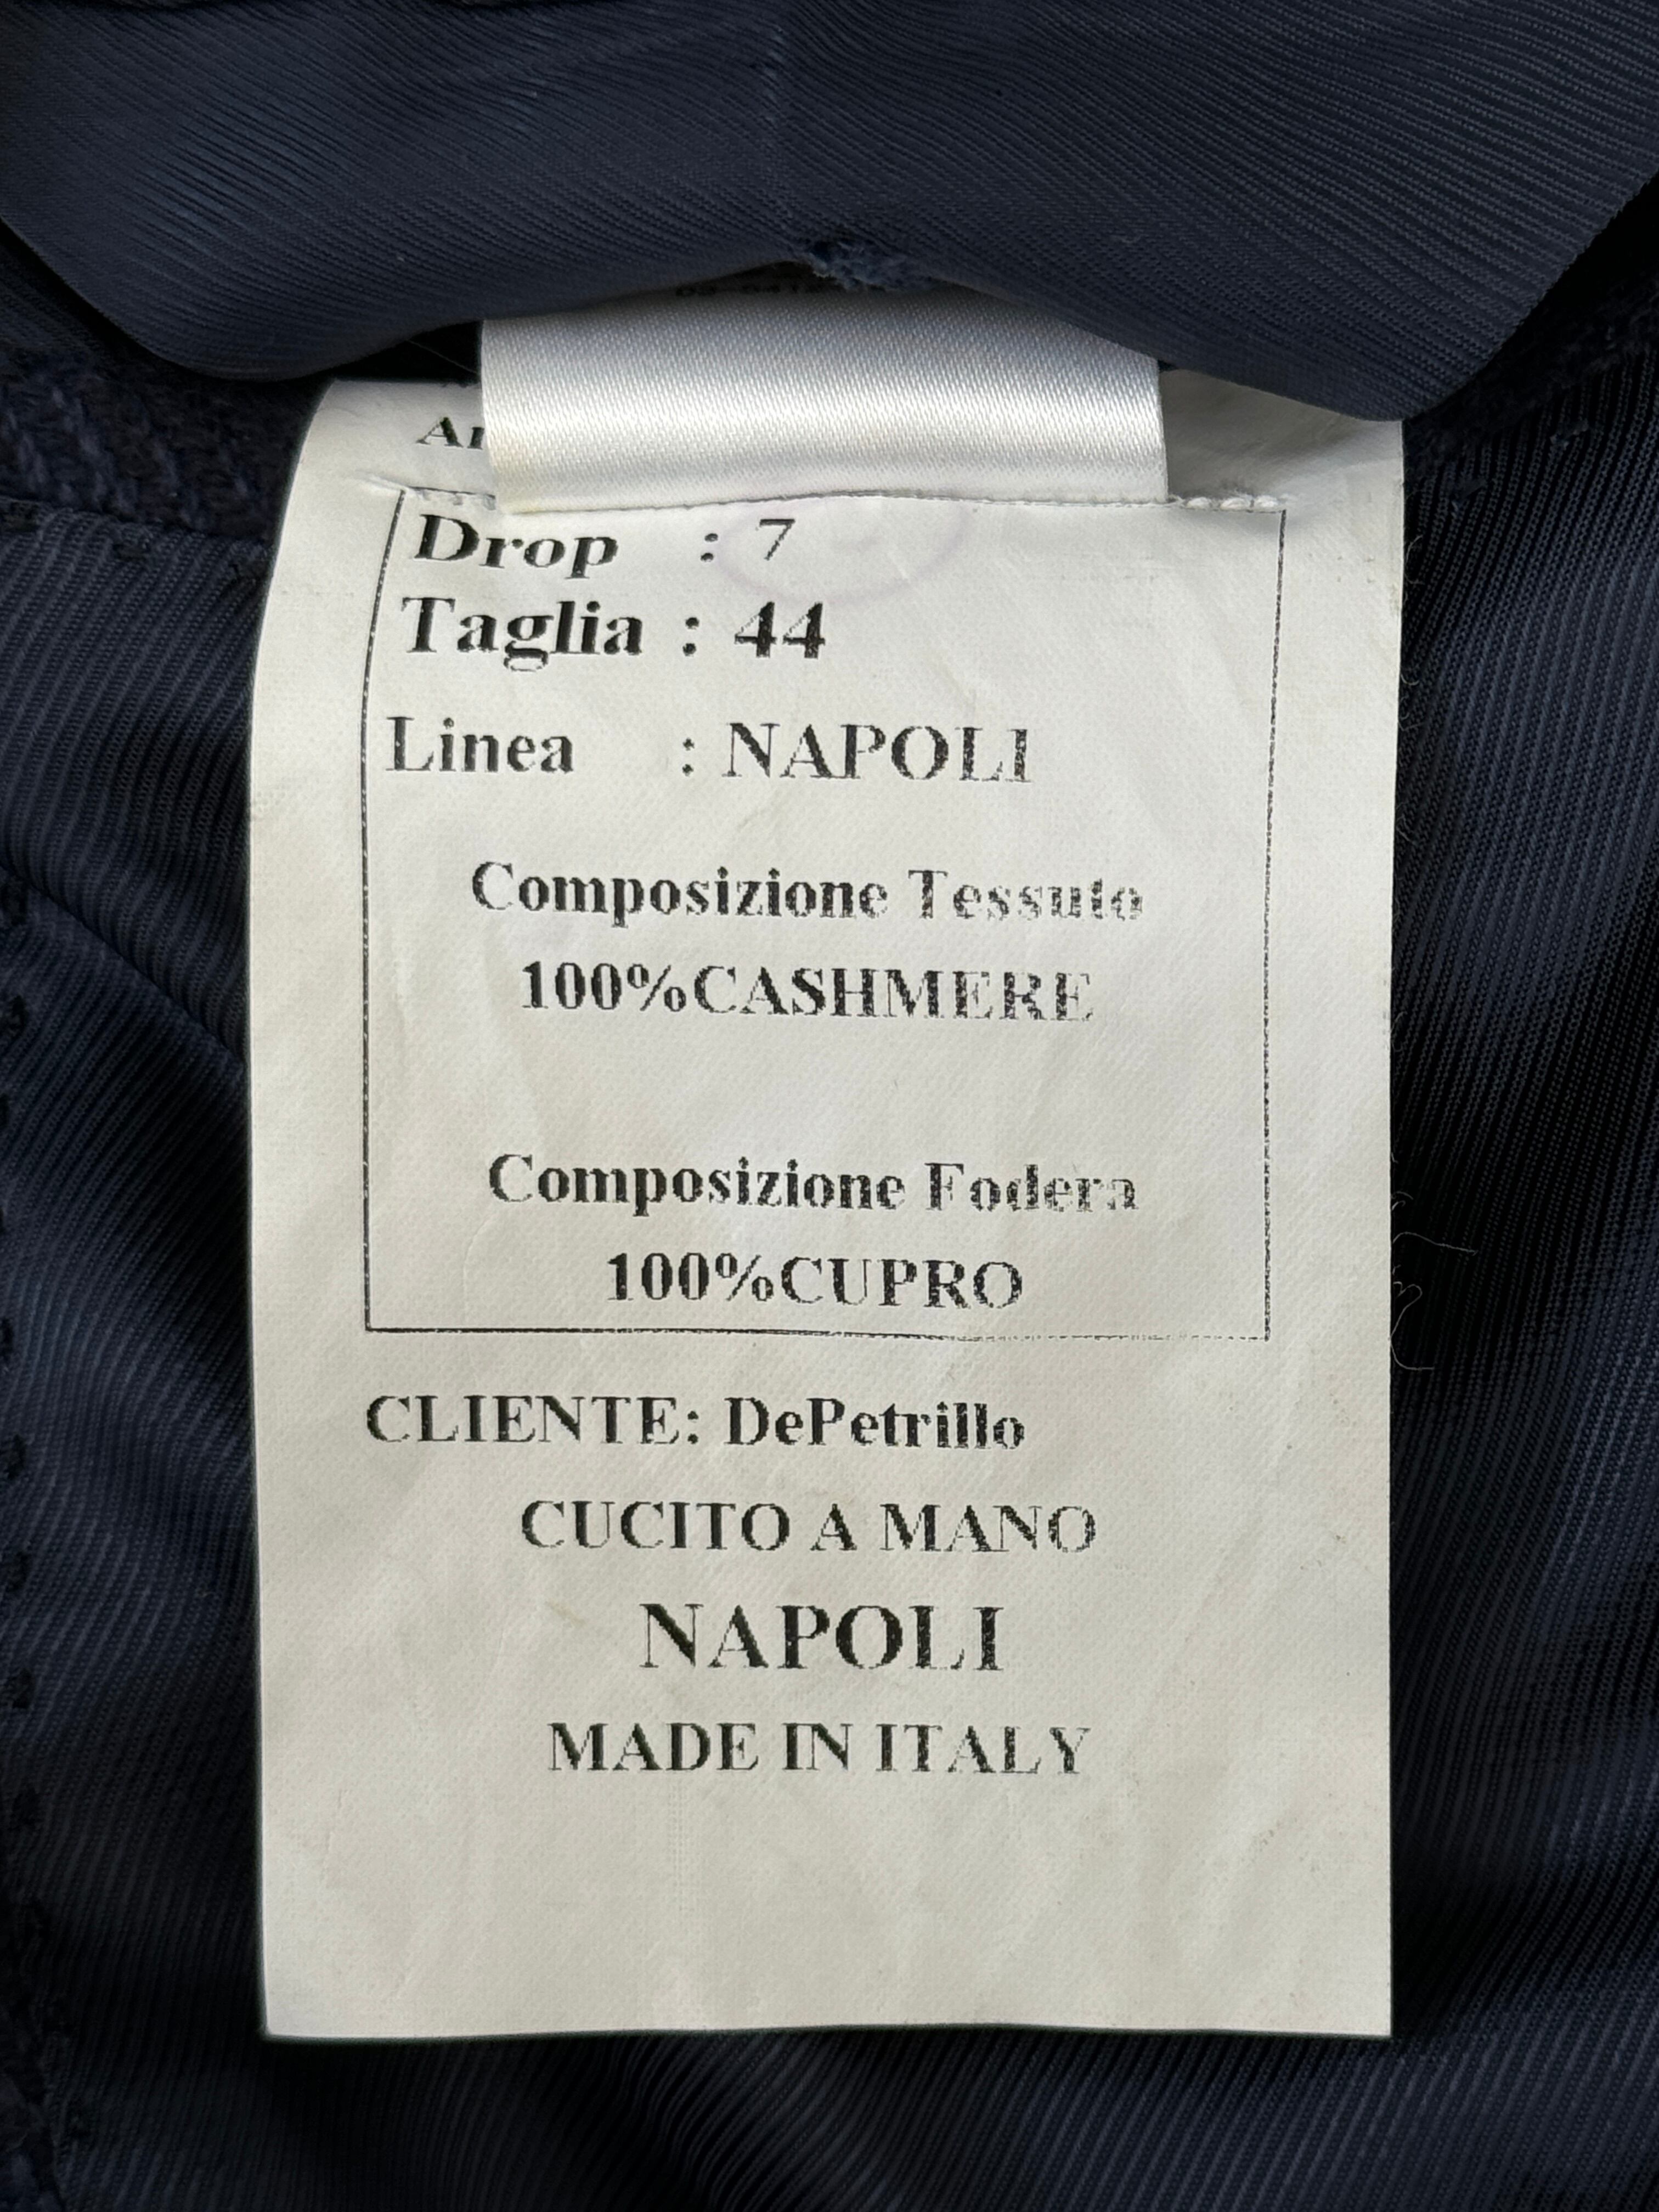 Drop : 7
Taglia : 44
Linea : NAPOLI
Composizione Tessuto
100%CASHMERE
Composizione Fodera
100%CUPRO
CLIENTE: DePetrillo
CUCITO A MANO
NAPOLI
MADE IN ITALY